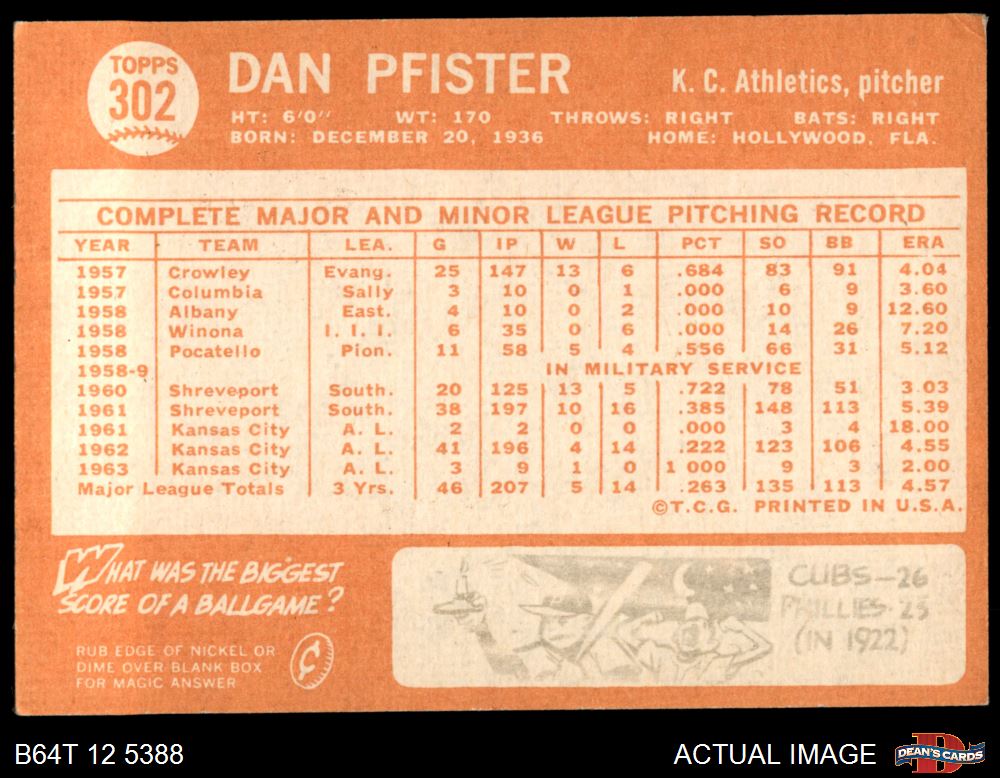 TOPPS
302
DAN PFISTER
K. C. Athletics, pitcher
HT: 6'0" WT: 170 THROWS: RIGHT BATS: RIGHT
BORN: DECEMBER 20, 1936 HOME: HOLLYWOOD, FLA.
COMPLETE MAJOR AND MINOR LEAGUE PITCHING RECORD
YEAR TEAM LEA. G IP W L PCT SO BB ERA
1957 Crowley Evang. 25 147 13 6 .684 83 91 4.04
1957 Columbia Sally 3 10 0 1 .000 6 9 3.60
1958 Albany East. 4 10 0 2 .000 10 9 12.60
1958 Winona I. I. I. 6 35 0 6 .000 14 26 7.20
1958 Pocatello Pion. 11 58 5 4 .556 66 31 5.12
1958-9 IN MILITARY SERVICE
1960 Shreveport South. 20 125 13 5 .722 78 51 3.03
1961 Shreveport South. 38 197 10 16 .385 148 113 5.39
1961 Kansas City A. L. 2 2 0 0 .000 3 4 18.00
1962 Kansas City A. L. 41 196 4 14 .222 123 106 4.55
1963 Kansas City A. L. 3 9 1 0 1 000 9 3 2.00
Major League Totals 3 Yrs. 46 207 5 14 .263 135 113 4.57
©T.C.G. PRINTED IN U.S.A.
WHAT WAS THE BIGGEST
SCORE OF A BALLGAME?
RUB EDGE OF NICKEL OR
DIME OVER BLANK BOX
FOR MAGIC ANSWER
¢
CUBS-26
PHILLIES-23
(IN 1922)
B64T 12 5388
ACTUAL IMAGE
DEAN'S CARDS